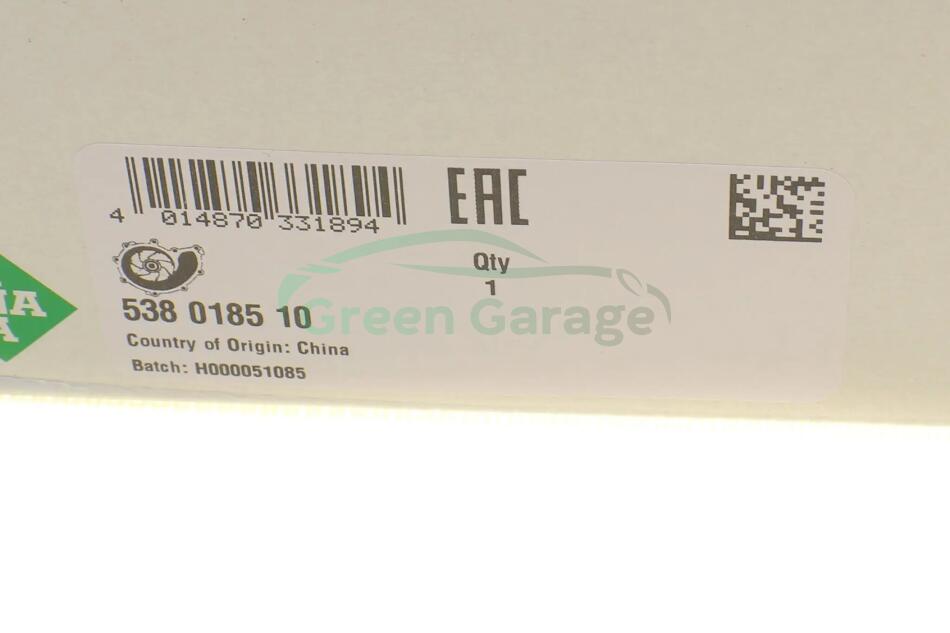 4 014870 331894
EAC
Qty
1
538 0185 10
Country of Origin: China
Batch: H000051085
Green Garage